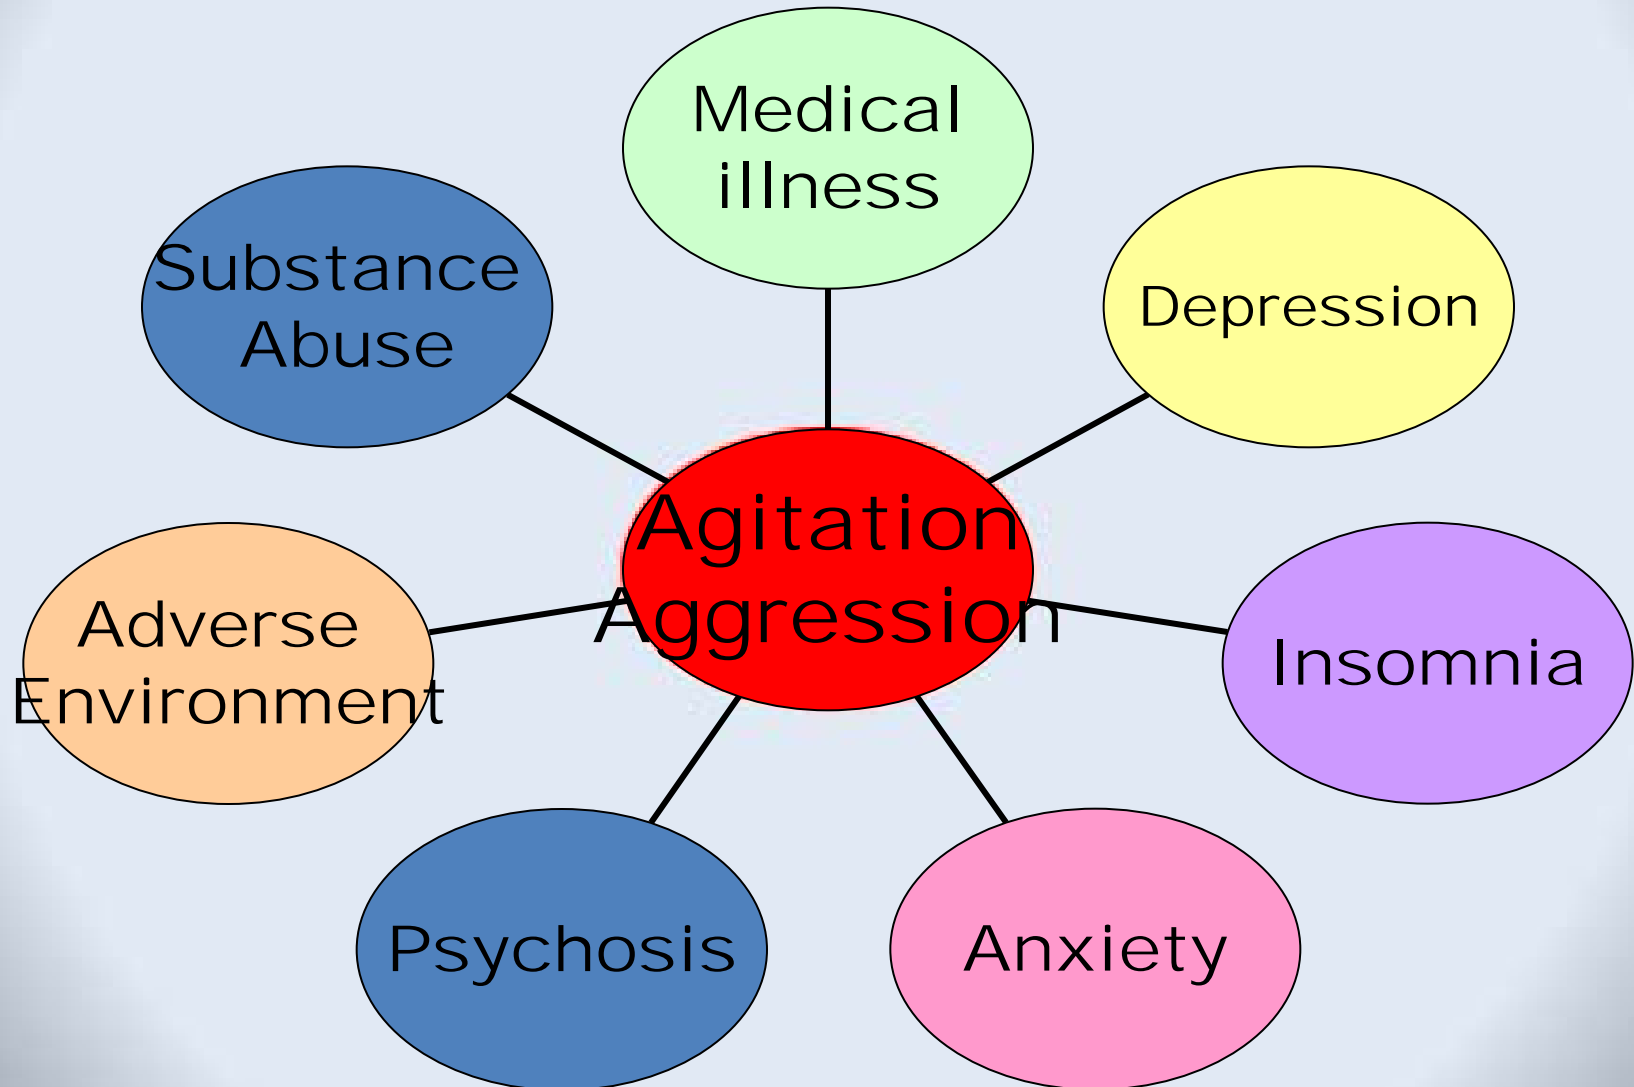 Medical
illness
Substance
Abuse
Depression
Agitation
Aggression
Adverse
Environment
Insomnia
Psychosis
Anxiety